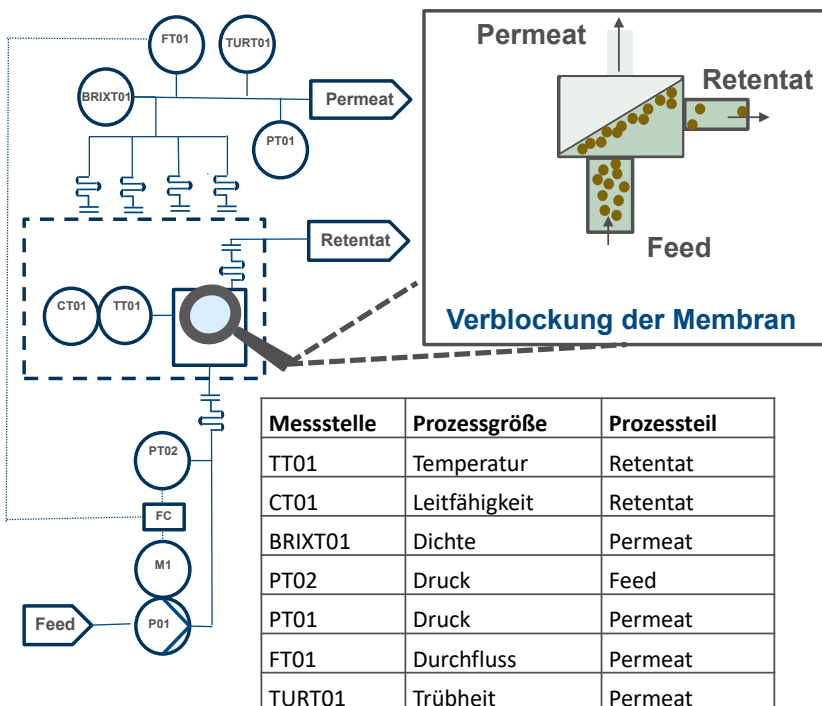 FT01
TURT01
BRIXT01
Permeat
PT01
Retentat
CT01
TT01
PT02
FC
M1
Feed
P01
Permeat
Retentat
Feed
Verblockung der Membran
Messstelle Prozessgröße Prozessteil
TT01 Temperatur Retentat
CT01 Leitfähigkeit Retentat
BRIXT01 Dichte Permeat
PT02 Druck Feed
PT01 Druck Permeat
FT01 Durchfluss Permeat
TURT01 Trübheit Permeat